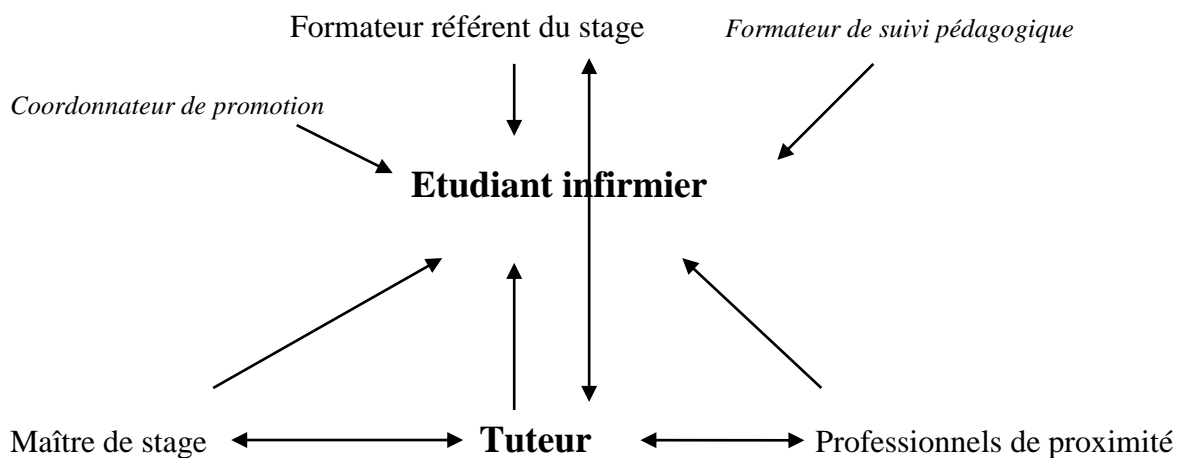 Formateur référent du stage
Formateur de suivi pédagogique
Coordonnateur de promotion
Etudiant infirmier
Maître de stage
Tuteur
Professionnels de proximité